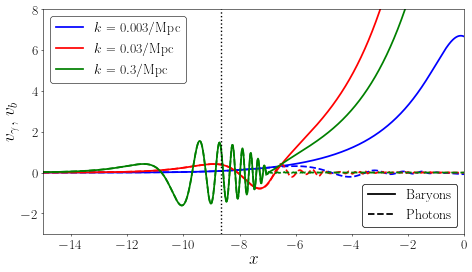 8
6
4
2
0
−2
v_γ, v_b
k = 0.003/Mpc
k = 0.03/Mpc
k = 0.3/Mpc
Baryons
Photons
−14 −12 −10 −8 −6 −4 −2 0
x